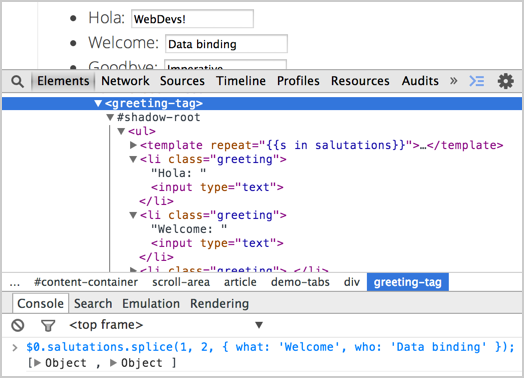 Hola: WebDevs!
Welcome: Data binding
Goodbye: Imperative
Elements Network Sources Timeline Profiles Resources Audits »
<greeting-tag>
#shadow-root
<ul>
<template repeat="{{s in salutations}}">…</template>
<li class="greeting">
"Hola: "
<input type="text">
</li>
<li class="greeting">
"Welcome: "
<input type="text">
</li>
<li class="greeting">…</li>
... #content-container scroll-area article demo-tabs div greeting-tag
Console Search Emulation Rendering
<top frame>
> $0.salutations.splice(1, 2, { what: 'Welcome', who: 'Data binding' });
[▶ Object , ▶ Object ]